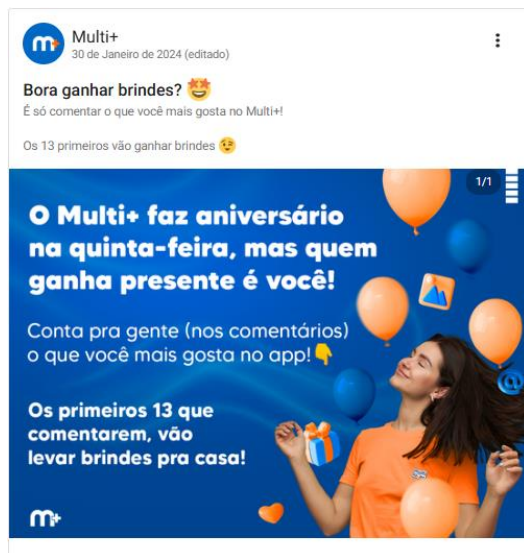 Multi+
30 de Janeiro de 2024 (editado)
Bora ganhar brindes? 🤩
É só comentar o que você mais gosta no Multi+!
Os 13 primeiros vão ganhar brindes 😉
1/1
O Multi+ faz aniversário
na quinta-feira, mas quem
ganha presente é você!
Conta pra gente (nos comentários)
o que você mais gosta no app!👇
Os primeiros 13 que
comentarem, vão
levar brindes pra casa!
m+